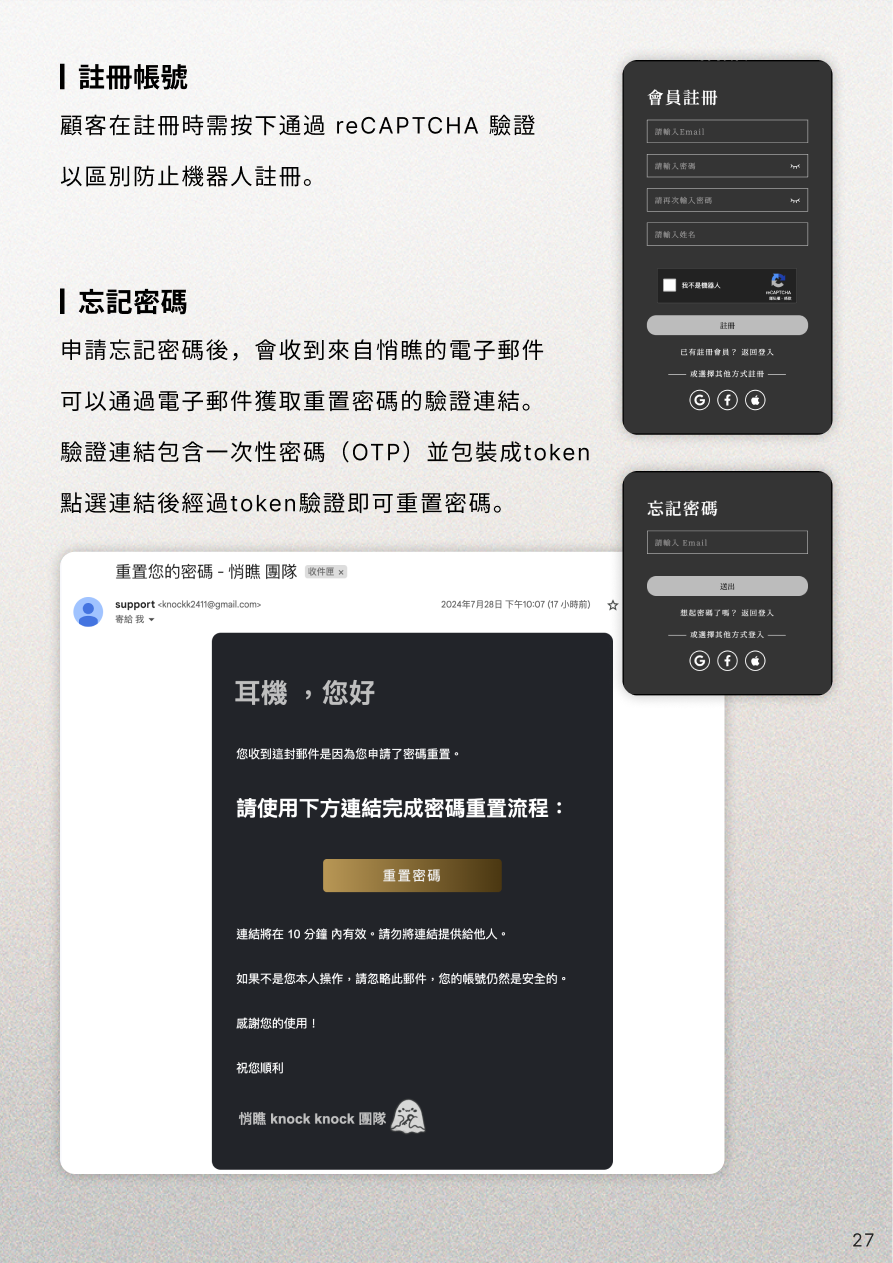 註冊帳號
顧客在註冊時需按下通過 reCAPTCHA 驗證
以區別防止機器人註冊。
會員註冊
請輸入Email
請輸入密碼
請再次輸入密碼
請輸入姓名
我不是機器人
reCAPTCHA
隱私權 - 條款
註冊
已有註冊會員？ 返回登入
或選擇其他方式註冊
忘記密碼
申請忘記密碼後，會收到來自悄瞧的電子郵件
可以通過電子郵件獲取重置密碼的驗證連結。
驗證連結包含一次性密碼（OTP）並包裝成token
點選連結後經過token驗證即可重置密碼。
忘記密碼
請輸入 Email
送出
想起密碼了嗎？ 返回登入
或選擇其他方式登入
重置您的密碼 - 悄瞧 團隊 收件匣 ×
support <knockk2411@gmail.com>
2024年7月28日 下午10:07 (17 小時前)
寄給 我
耳機 ，您好
您收到這封郵件是因為您申請了密碼重置。
請使用下方連結完成密碼重置流程：
重置密碼
連結將在 10 分鐘 內有效。請勿將連結提供給他人。
如果不是您本人操作，請忽略此郵件，您的帳號仍然是安全的。
感謝您的使用！
祝您順利
悄瞧 knock knock 團隊
27